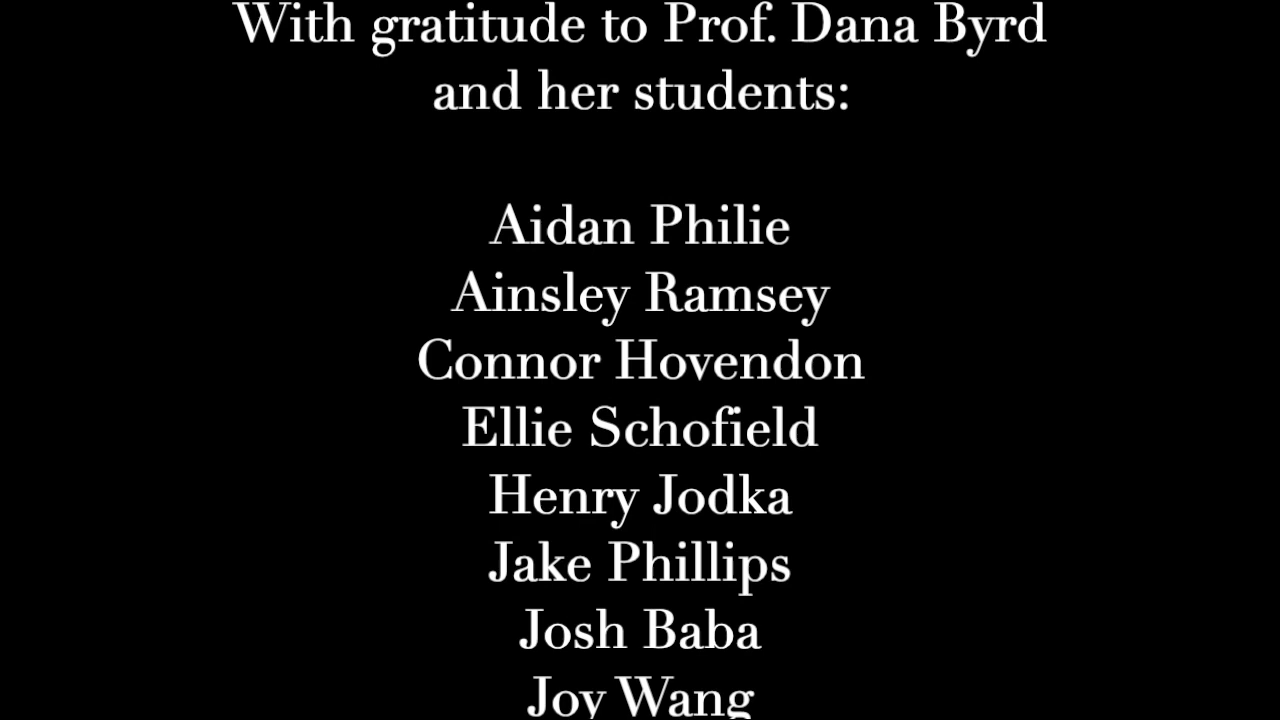 With gratitude to Prof. Dana Byrd
and her students:
Aidan Philie
Ainsley Ramsey
Connor Hovendon
Ellie Schofield
Henry Jodka
Jake Phillips
Josh Baba
Joy Wang